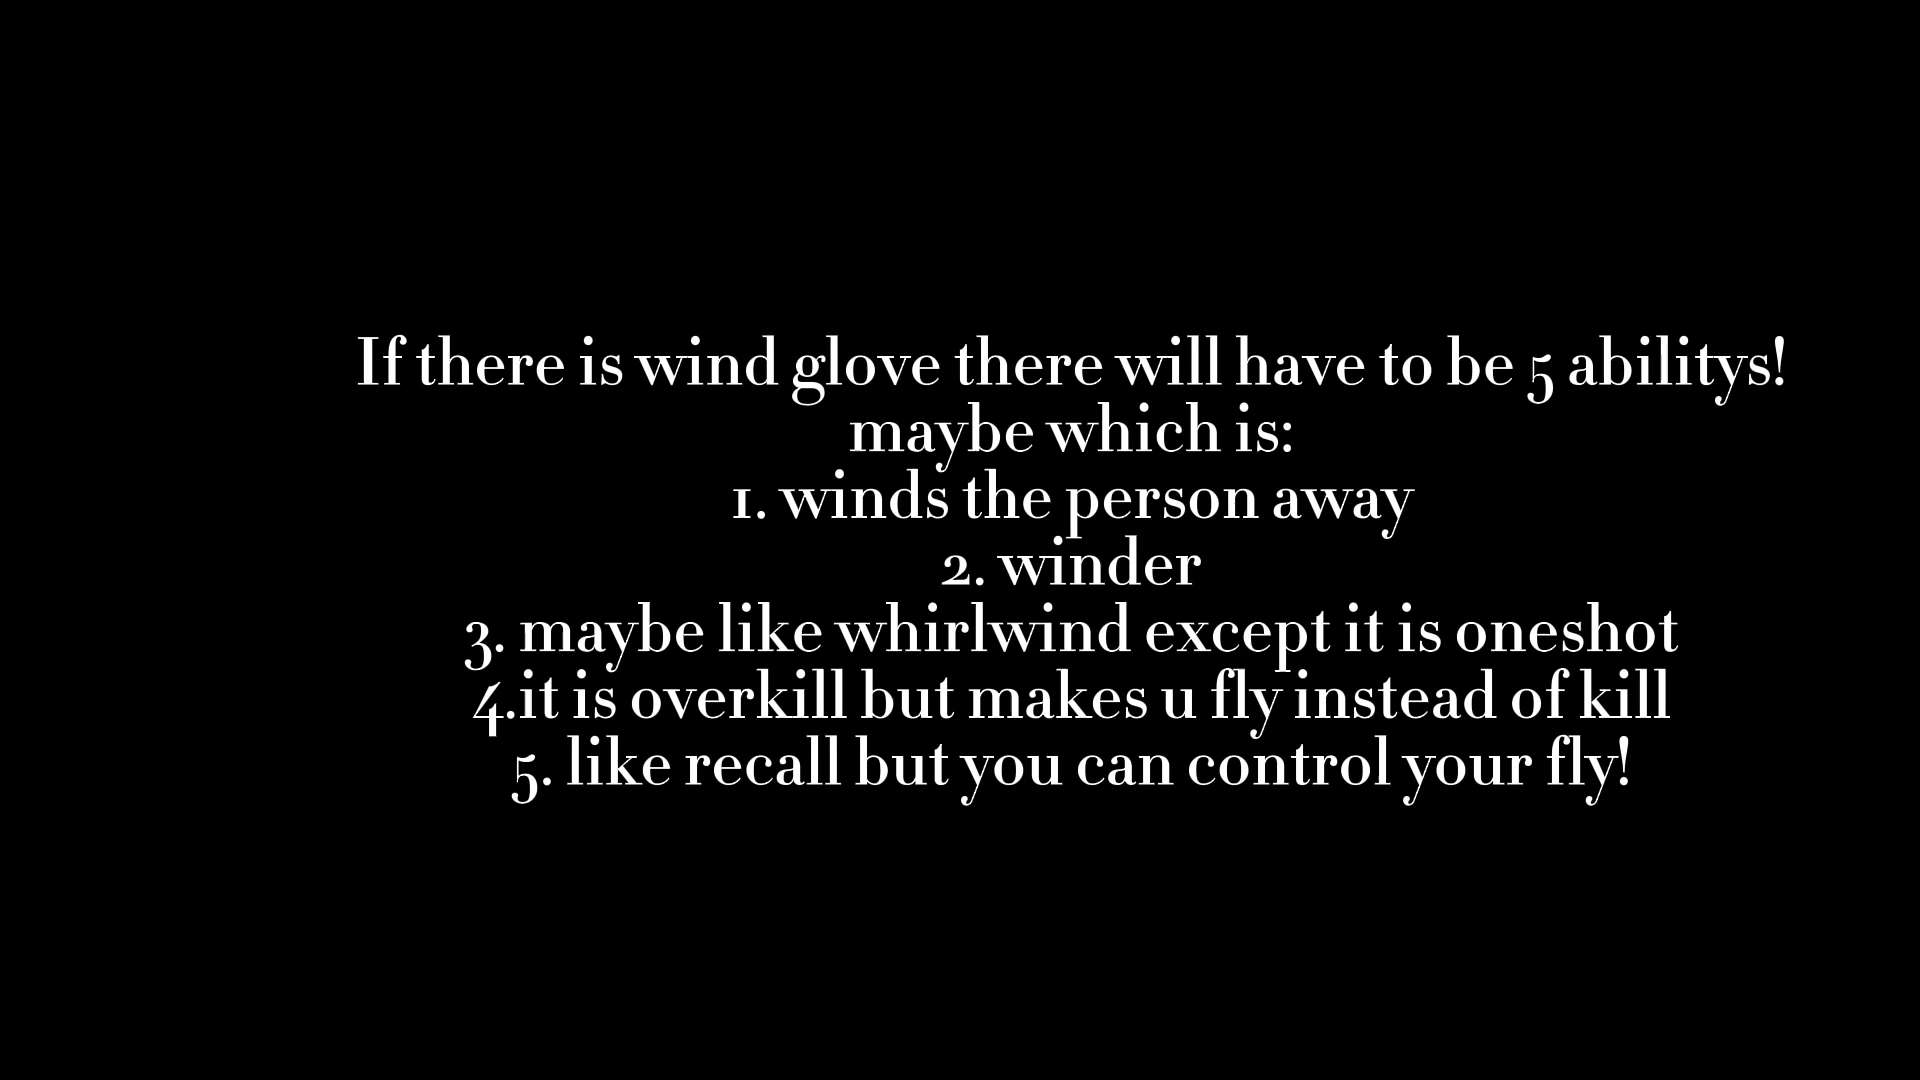 If there is wind glove there will have to be 5 abilitys!
maybe which is:
1. winds the person away
2. winder
3. maybe like whirlwind except it is oneshot
4.it is overkill but makes u fly instead of kill
5. like recall but you can control your fly!